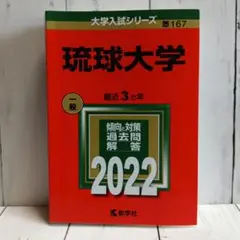 大学入試シリーズ 167
琉球大学
一般
最近3カ年
傾向と対策
過去問
解答
2022
教学社